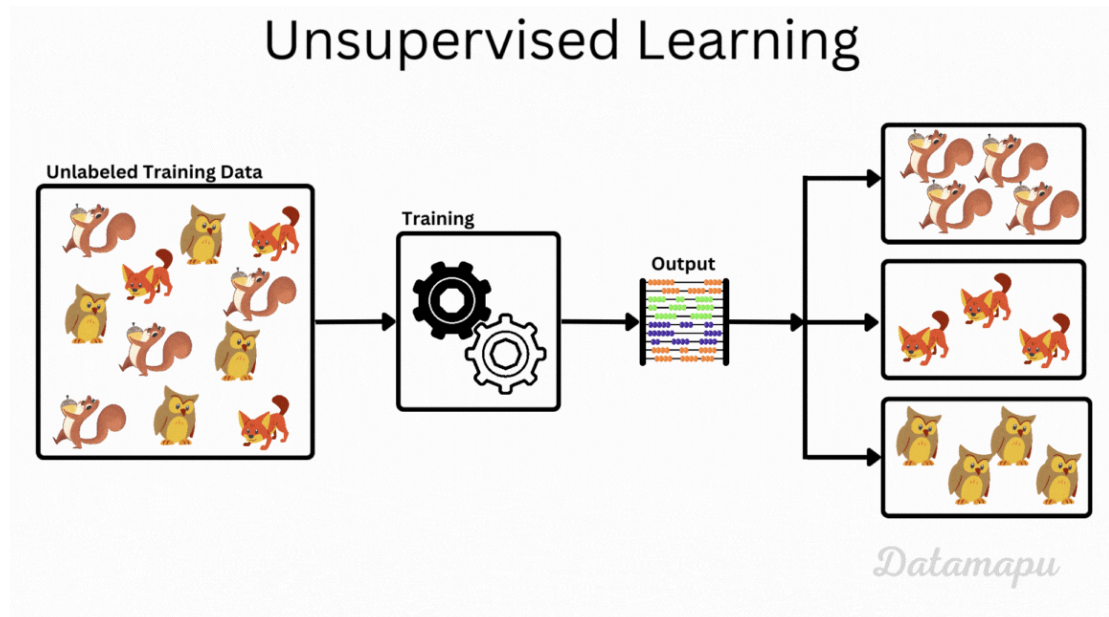 Unsupervised Learning
Unlabeled Training Data
Training
Output
Datamapu